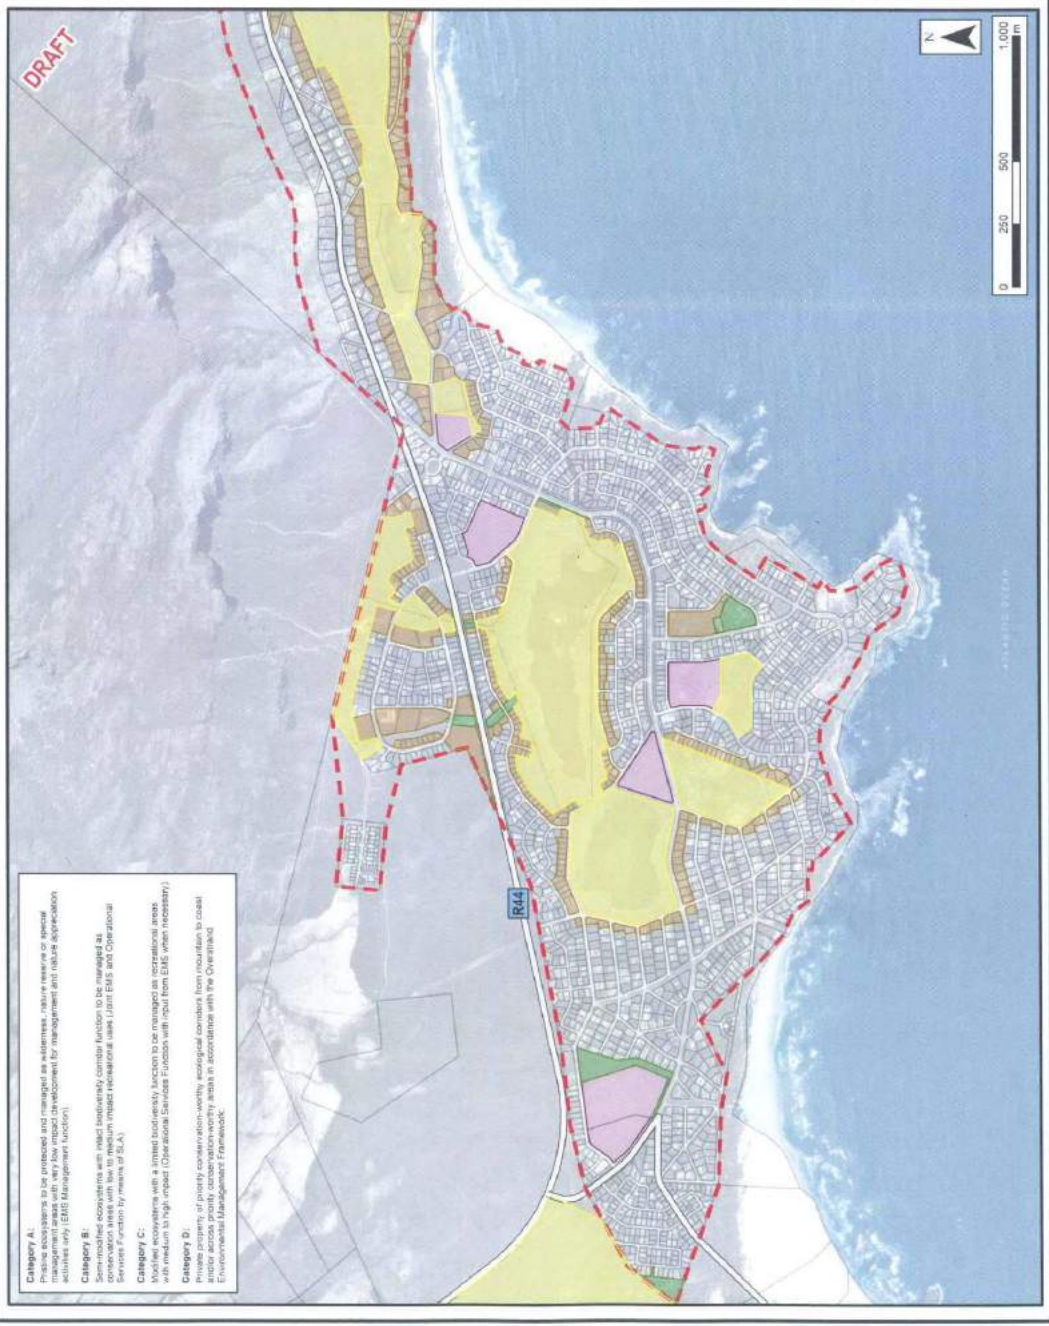 DRAFT
Category A:
Pristine ecosystems to be protected and managed as wilderness, nature reserve or special
management areas with very low impact development for management and nature appreciation
activities only (EMS Management function)
Category B:
Semi-modified ecosystems with intact biodiversity corridor function to be managed as
conservation areas with low to medium impact recreational uses (Joint EMS and Operational
Services Function by means of SLA)
Category C:
Modified ecosystems with a limited biodiversity function to be managed as recreational areas
with medium to high impact (Operational Services Function with input from EMS when necessary)
Category D:
Private property of priority conservation-worthy ecological corridors from mountain to coast
and/or across priority conservation-worthy areas in accordance with the Overstrand
Environmental Management Framework
R44
ATLANTIC OCEAN
N
0 250 500 1,000
m